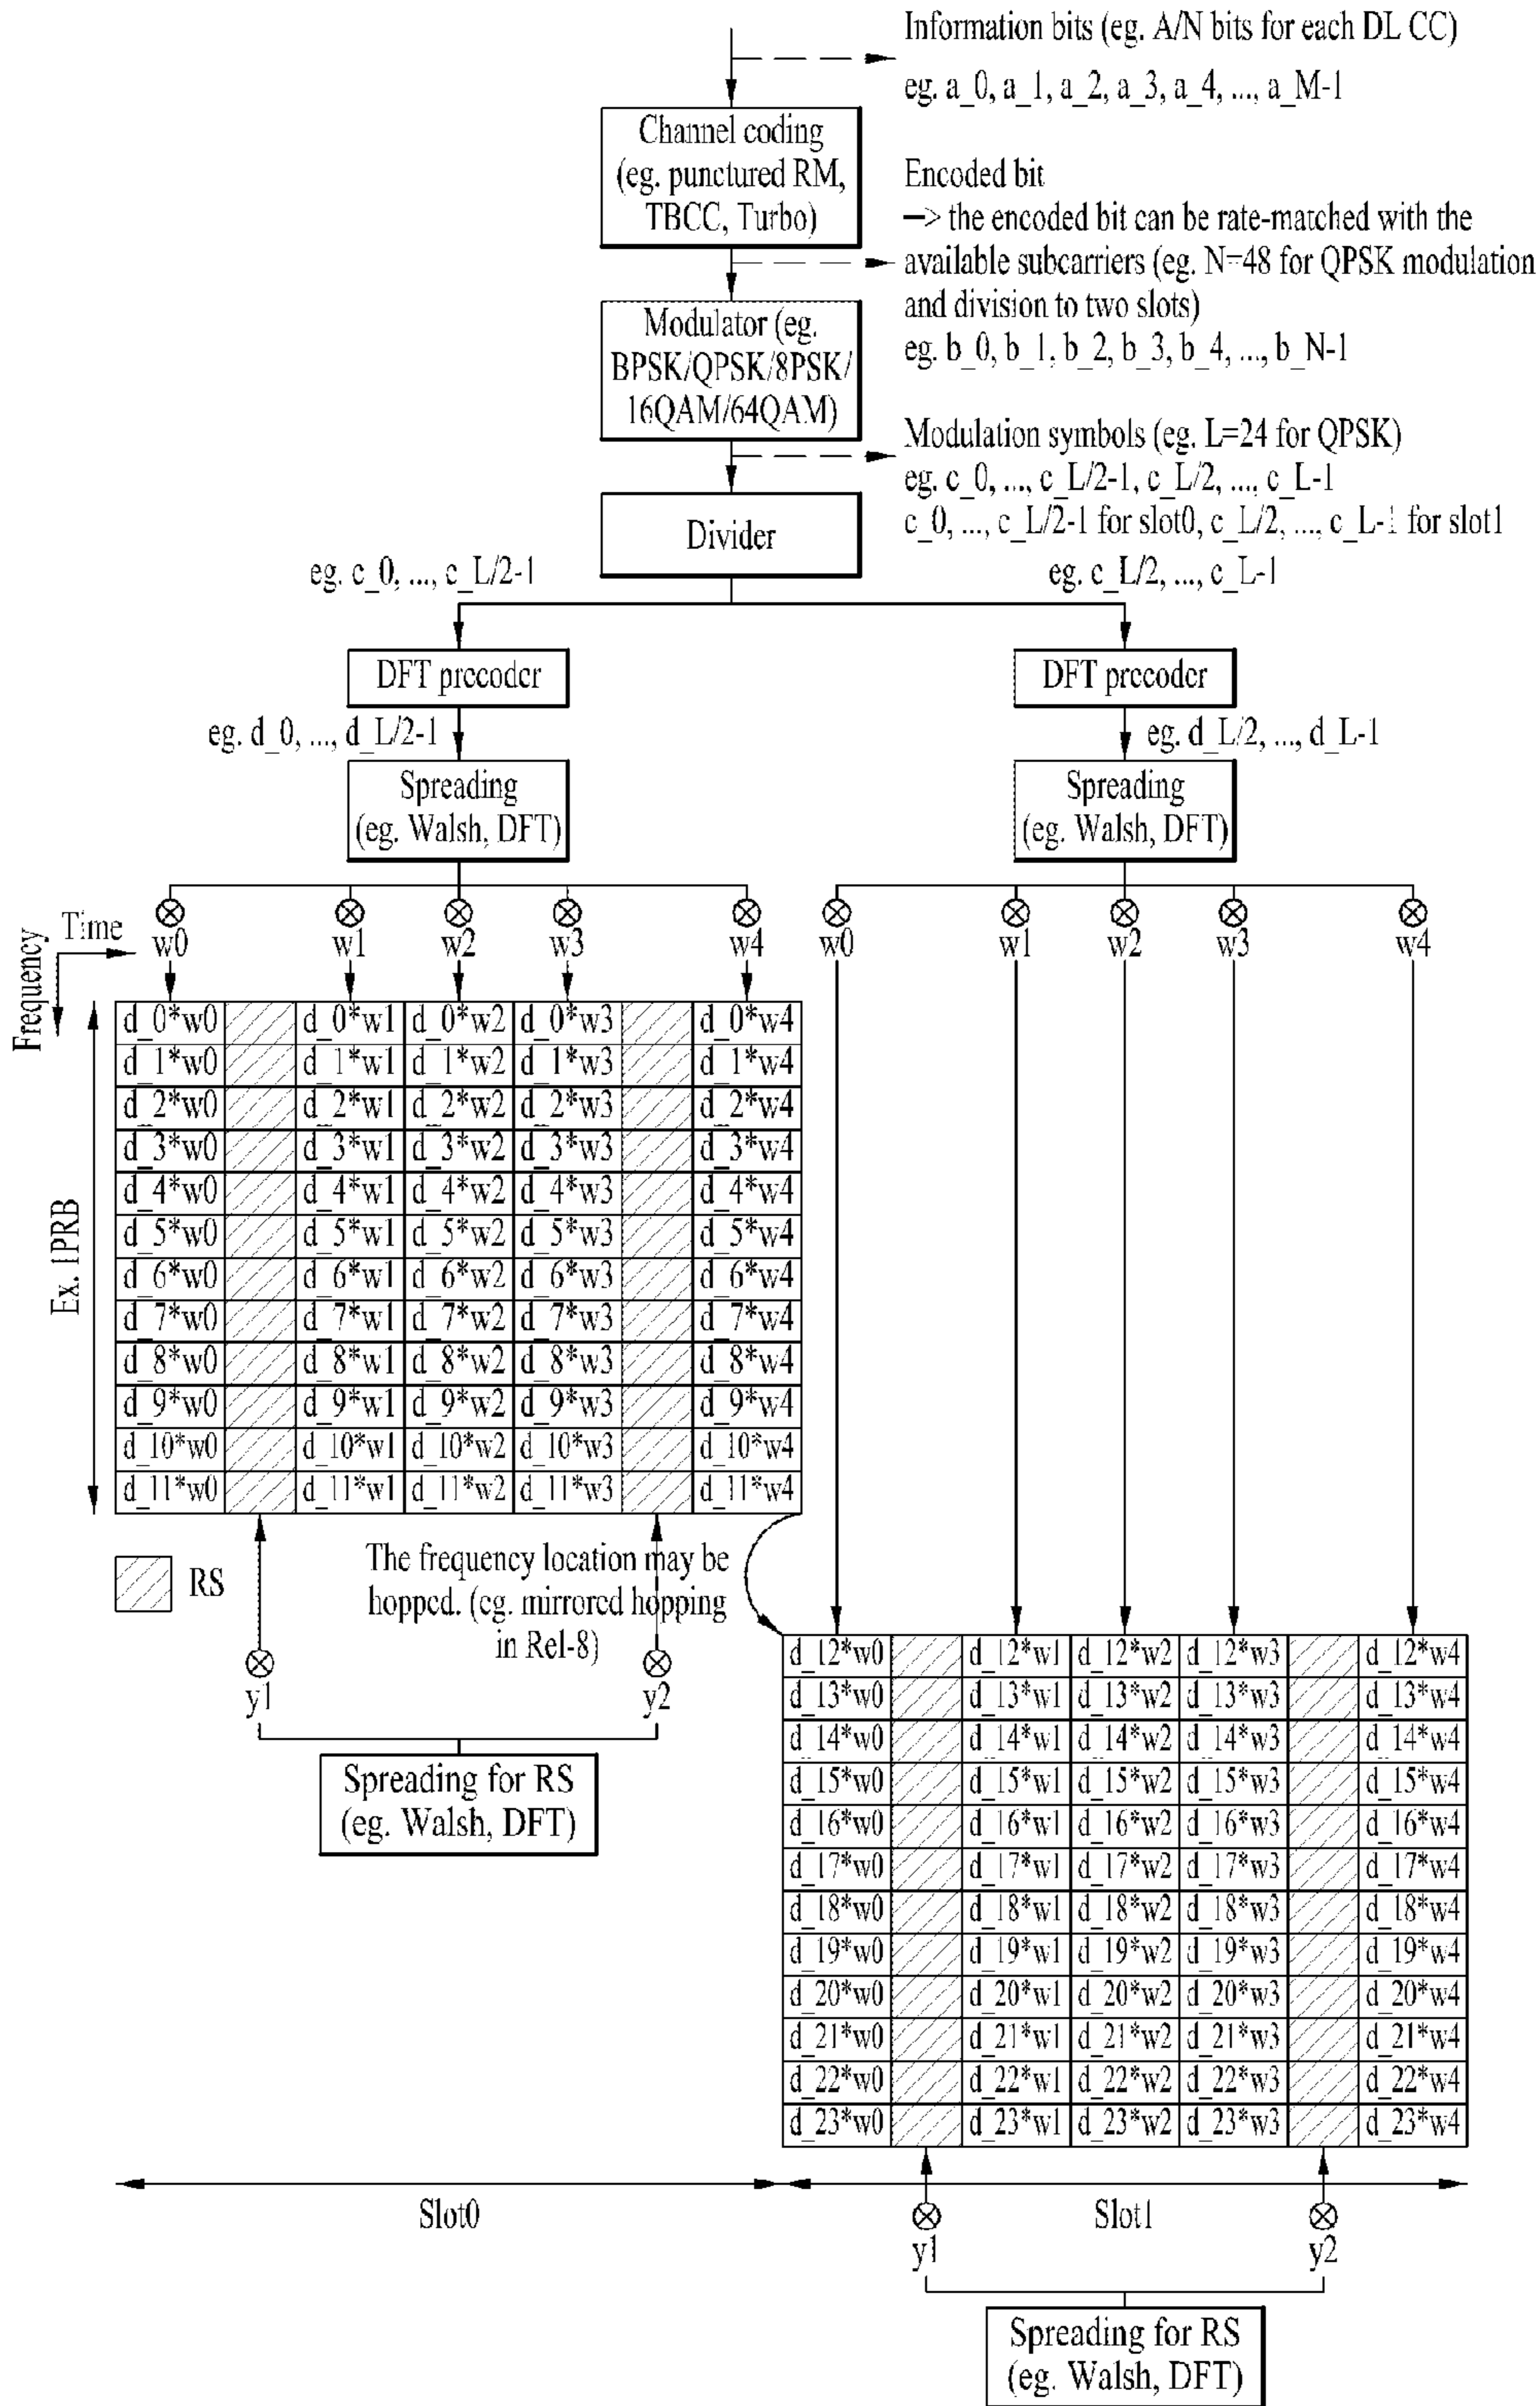 Information bits (eg. A/N bits for each DL CC)
eg. a_0, a_1, a_2, a_3, a_4, ..., a_M-1
Channel coding
(eg. punctured RM,
TBCC, Turbo)
Encoded bit
—> the encoded bit can be rate-matched with the
available subcarriers (eg. N=48 for QPSK modulation
and division to two slots)
eg. b_0, b_1, b_2, b_3, b_4, ..., b_N-1
Modulator (eg.
BPSK/QPSK/8PSK/
16QAM/64QAM)
Modulation symbols (eg. L=24 for QPSK)
eg. c_0, ..., c_L/2-1, c_L/2, ..., c_L-1
c_0, ..., c_L/2-1 for slot0, c_L/2, ..., c_L-1 for slot1
Divider
eg. c_0, ..., c_L/2-1
eg. c_L/2, ..., c_L-1
DFT precoder
DFT precoder
eg. d_0, ..., d_L/2-1
eg. d_L/2, ..., d_L-1
Spreading
(eg. Walsh, DFT)
Spreading
(eg. Walsh, DFT)
Time
Frequency
w0 w1 w2 w3 w4
w0 w1 w2 w3 w4
Ex. 1PRB
d_0*w0 d_0*w1 d_0*w2 d_0*w3 d_0*w4
d_1*w0 d_1*w1 d_1*w2 d_1*w3 d_1*w4
d_2*w0 d_2*w1 d_2*w2 d_2*w3 d_2*w4
d_3*w0 d_3*w1 d_3*w2 d_3*w3 d_3*w4
d_4*w0 d_4*w1 d_4*w2 d_4*w3 d_4*w4
d_5*w0 d_5*w1 d_5*w2 d_5*w3 d_5*w4
d_6*w0 d_6*w1 d_6*w2 d_6*w3 d_6*w4
d_7*w0 d_7*w1 d_7*w2 d_7*w3 d_7*w4
d_8*w0 d_8*w1 d_8*w2 d_8*w3 d_8*w4
d_9*w0 d_9*w1 d_9*w2 d_9*w3 d_9*w4
d_10*w0 d_10*w1 d_10*w2 d_10*w3 d_10*w4
d_11*w0 d_11*w1 d_11*w2 d_11*w3 d_11*w4
RS
The frequency location may be
hopped. (eg. mirrored hopping
in Rel-8)
y1 y2
Spreading for RS
(eg. Walsh, DFT)
d_12*w0 d_12*w1 d_12*w2 d_12*w3 d_12*w4
d_13*w0 d_13*w1 d_13*w2 d_13*w3 d_13*w4
d_14*w0 d_14*w1 d_14*w2 d_14*w3 d_14*w4
d_15*w0 d_15*w1 d_15*w2 d_15*w3 d_15*w4
d_16*w0 d_16*w1 d_16*w2 d_16*w3 d_16*w4
d_17*w0 d_17*w1 d_17*w2 d_17*w3 d_17*w4
d_18*w0 d_18*w1 d_18*w2 d_18*w3 d_18*w4
d_19*w0 d_19*w1 d_19*w2 d_19*w3 d_19*w4
d_20*w0 d_20*w1 d_20*w2 d_20*w3 d_20*w4
d_21*w0 d_21*w1 d_21*w2 d_21*w3 d_21*w4
d_22*w0 d_22*w1 d_22*w2 d_22*w3 d_22*w4
d_23*w0 d_23*w1 d_23*w2 d_23*w3 d_23*w4
Slot0
Slot1
y1 y2
Spreading for RS
(eg. Walsh, DFT)